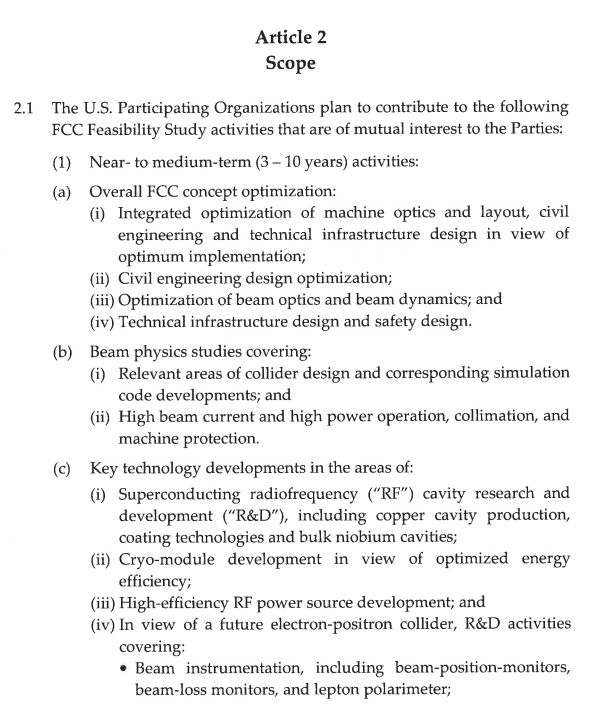 Article 2
Scope
2.1 The U.S. Participating Organizations plan to contribute to the following
FCC Feasibility Study activities that are of mutual interest to the Parties:
(1) Near- to medium-term (3 – 10 years) activities:
(a) Overall FCC concept optimization:
(i) Integrated optimization of machine optics and layout, civil
engineering and technical infrastructure design in view of
optimum implementation;
(ii) Civil engineering design optimization;
(iii) Optimization of beam optics and beam dynamics; and
(iv) Technical infrastructure design and safety design.
(b) Beam physics studies covering:
(i) Relevant areas of collider design and corresponding simulation
code developments; and
(ii) High beam current and high power operation, collimation, and
machine protection.
(c) Key technology developments in the areas of:
(i) Superconducting radiofrequency ("RF") cavity research and
development ("R&D"), including copper cavity production,
coating technologies and bulk niobium cavities;
(ii) Cryo-module development in view of optimized energy
efficiency;
(iii) High-efficiency RF power source development; and
(iv) In view of a future electron-positron collider, R&D activities
covering:
• Beam instrumentation, including beam-position-monitors,
beam-loss monitors, and lepton polarimeter;